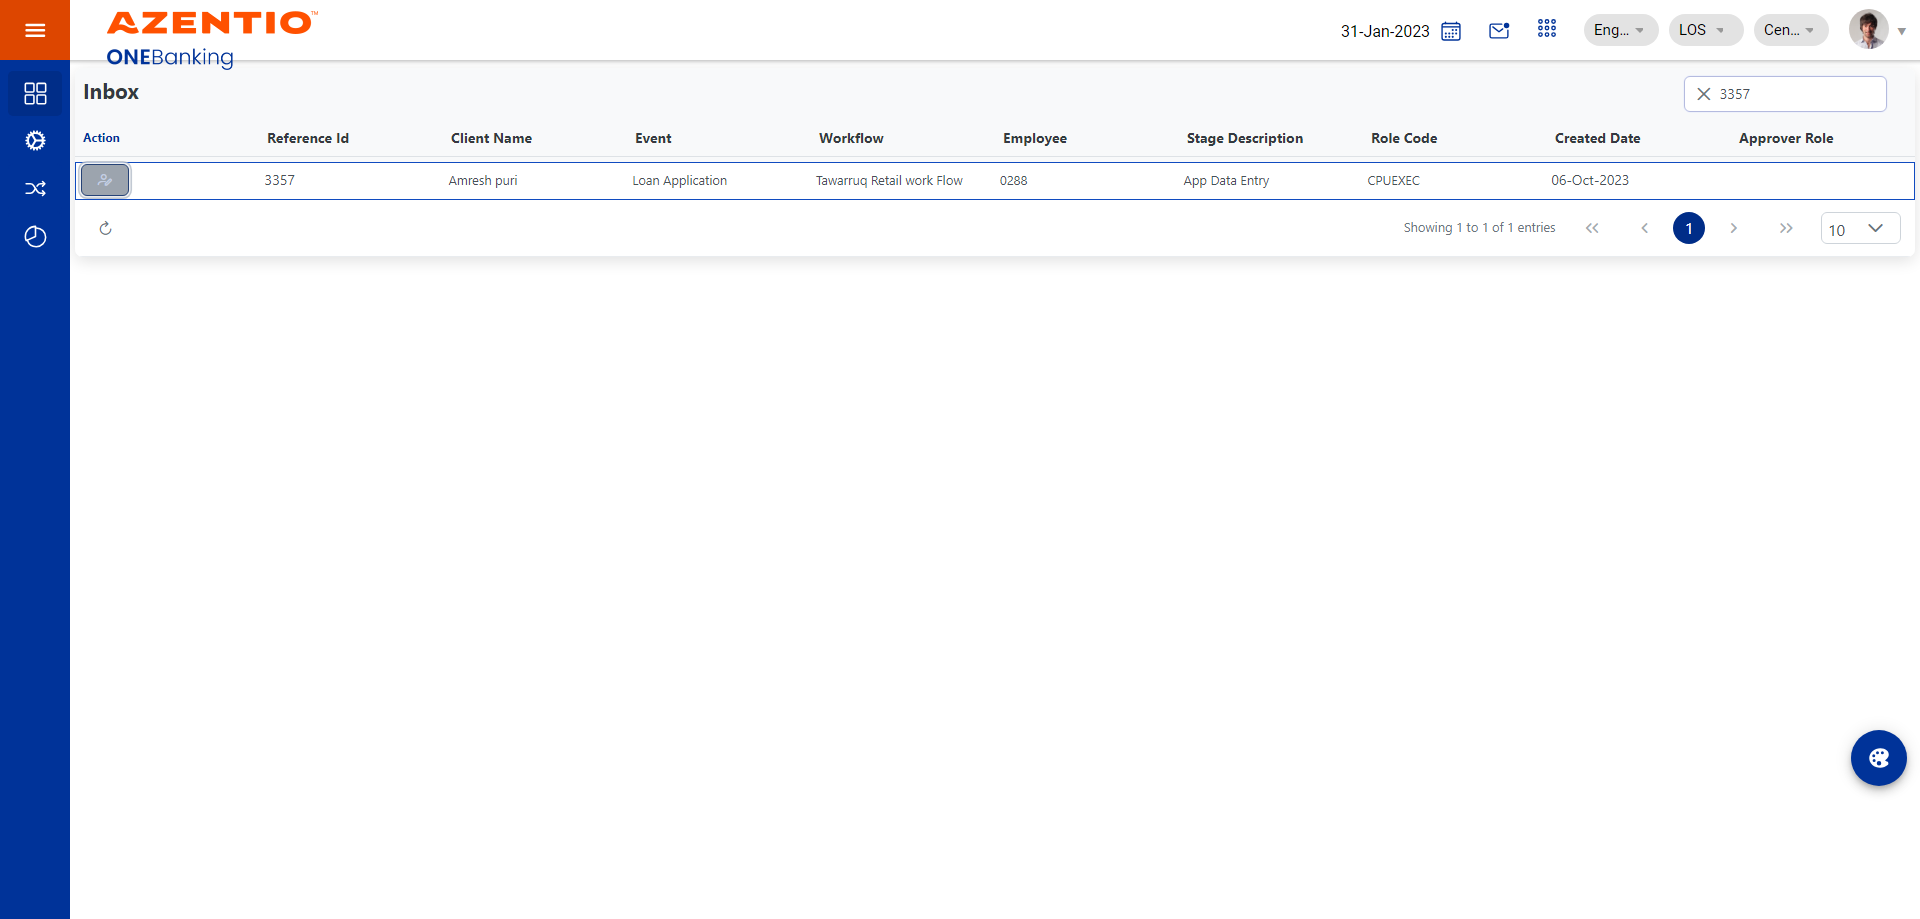 AZENTIO™
ONEBanking
31-Jan-2023
Eng...
LOS
Cen...
Inbox
3357
Action Reference Id Client Name Event Workflow Employee Stage Description Role Code Created Date Approver Role
3357 Amresh puri Loan Application Tawarruq Retail work Flow 0288 App Data Entry CPUEXEC 06-Oct-2023
Showing 1 to 1 of 1 entries
1
10